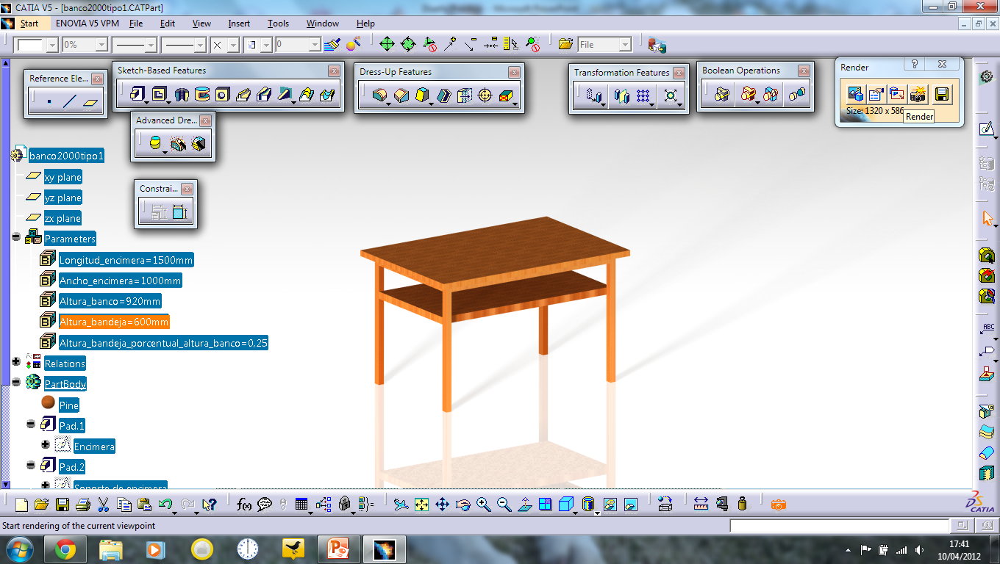 CATIA V5 - [banco2000tipo1.CATPart]
Start ENOVIA V5 VPM File Edit View Insert Tools Window Help
0% 0 File
Reference Ele...
Sketch-Based Features
Dress-Up Features
Transformation Features
Boolean Operations
Render
Size: 1320 x 586
Render
Advanced Dre...
Constrai...
banco2000tipo1
xy plane
yz plane
zx plane
Parameters
Longitud_encimera=1500mm
Ancho_encimera=1000mm
Altura_banco=920mm
Altura_bandeja=600mm
Altura_bandeja_porcentual_altura_banco=0,25
Relations
PartBody
Pine
Pad.1
Encimera
Pad.2
Soporte de encimera
ABC
f(x)
DS
CATIA
Start rendering of the current viewpoint
17:41
10/04/2012